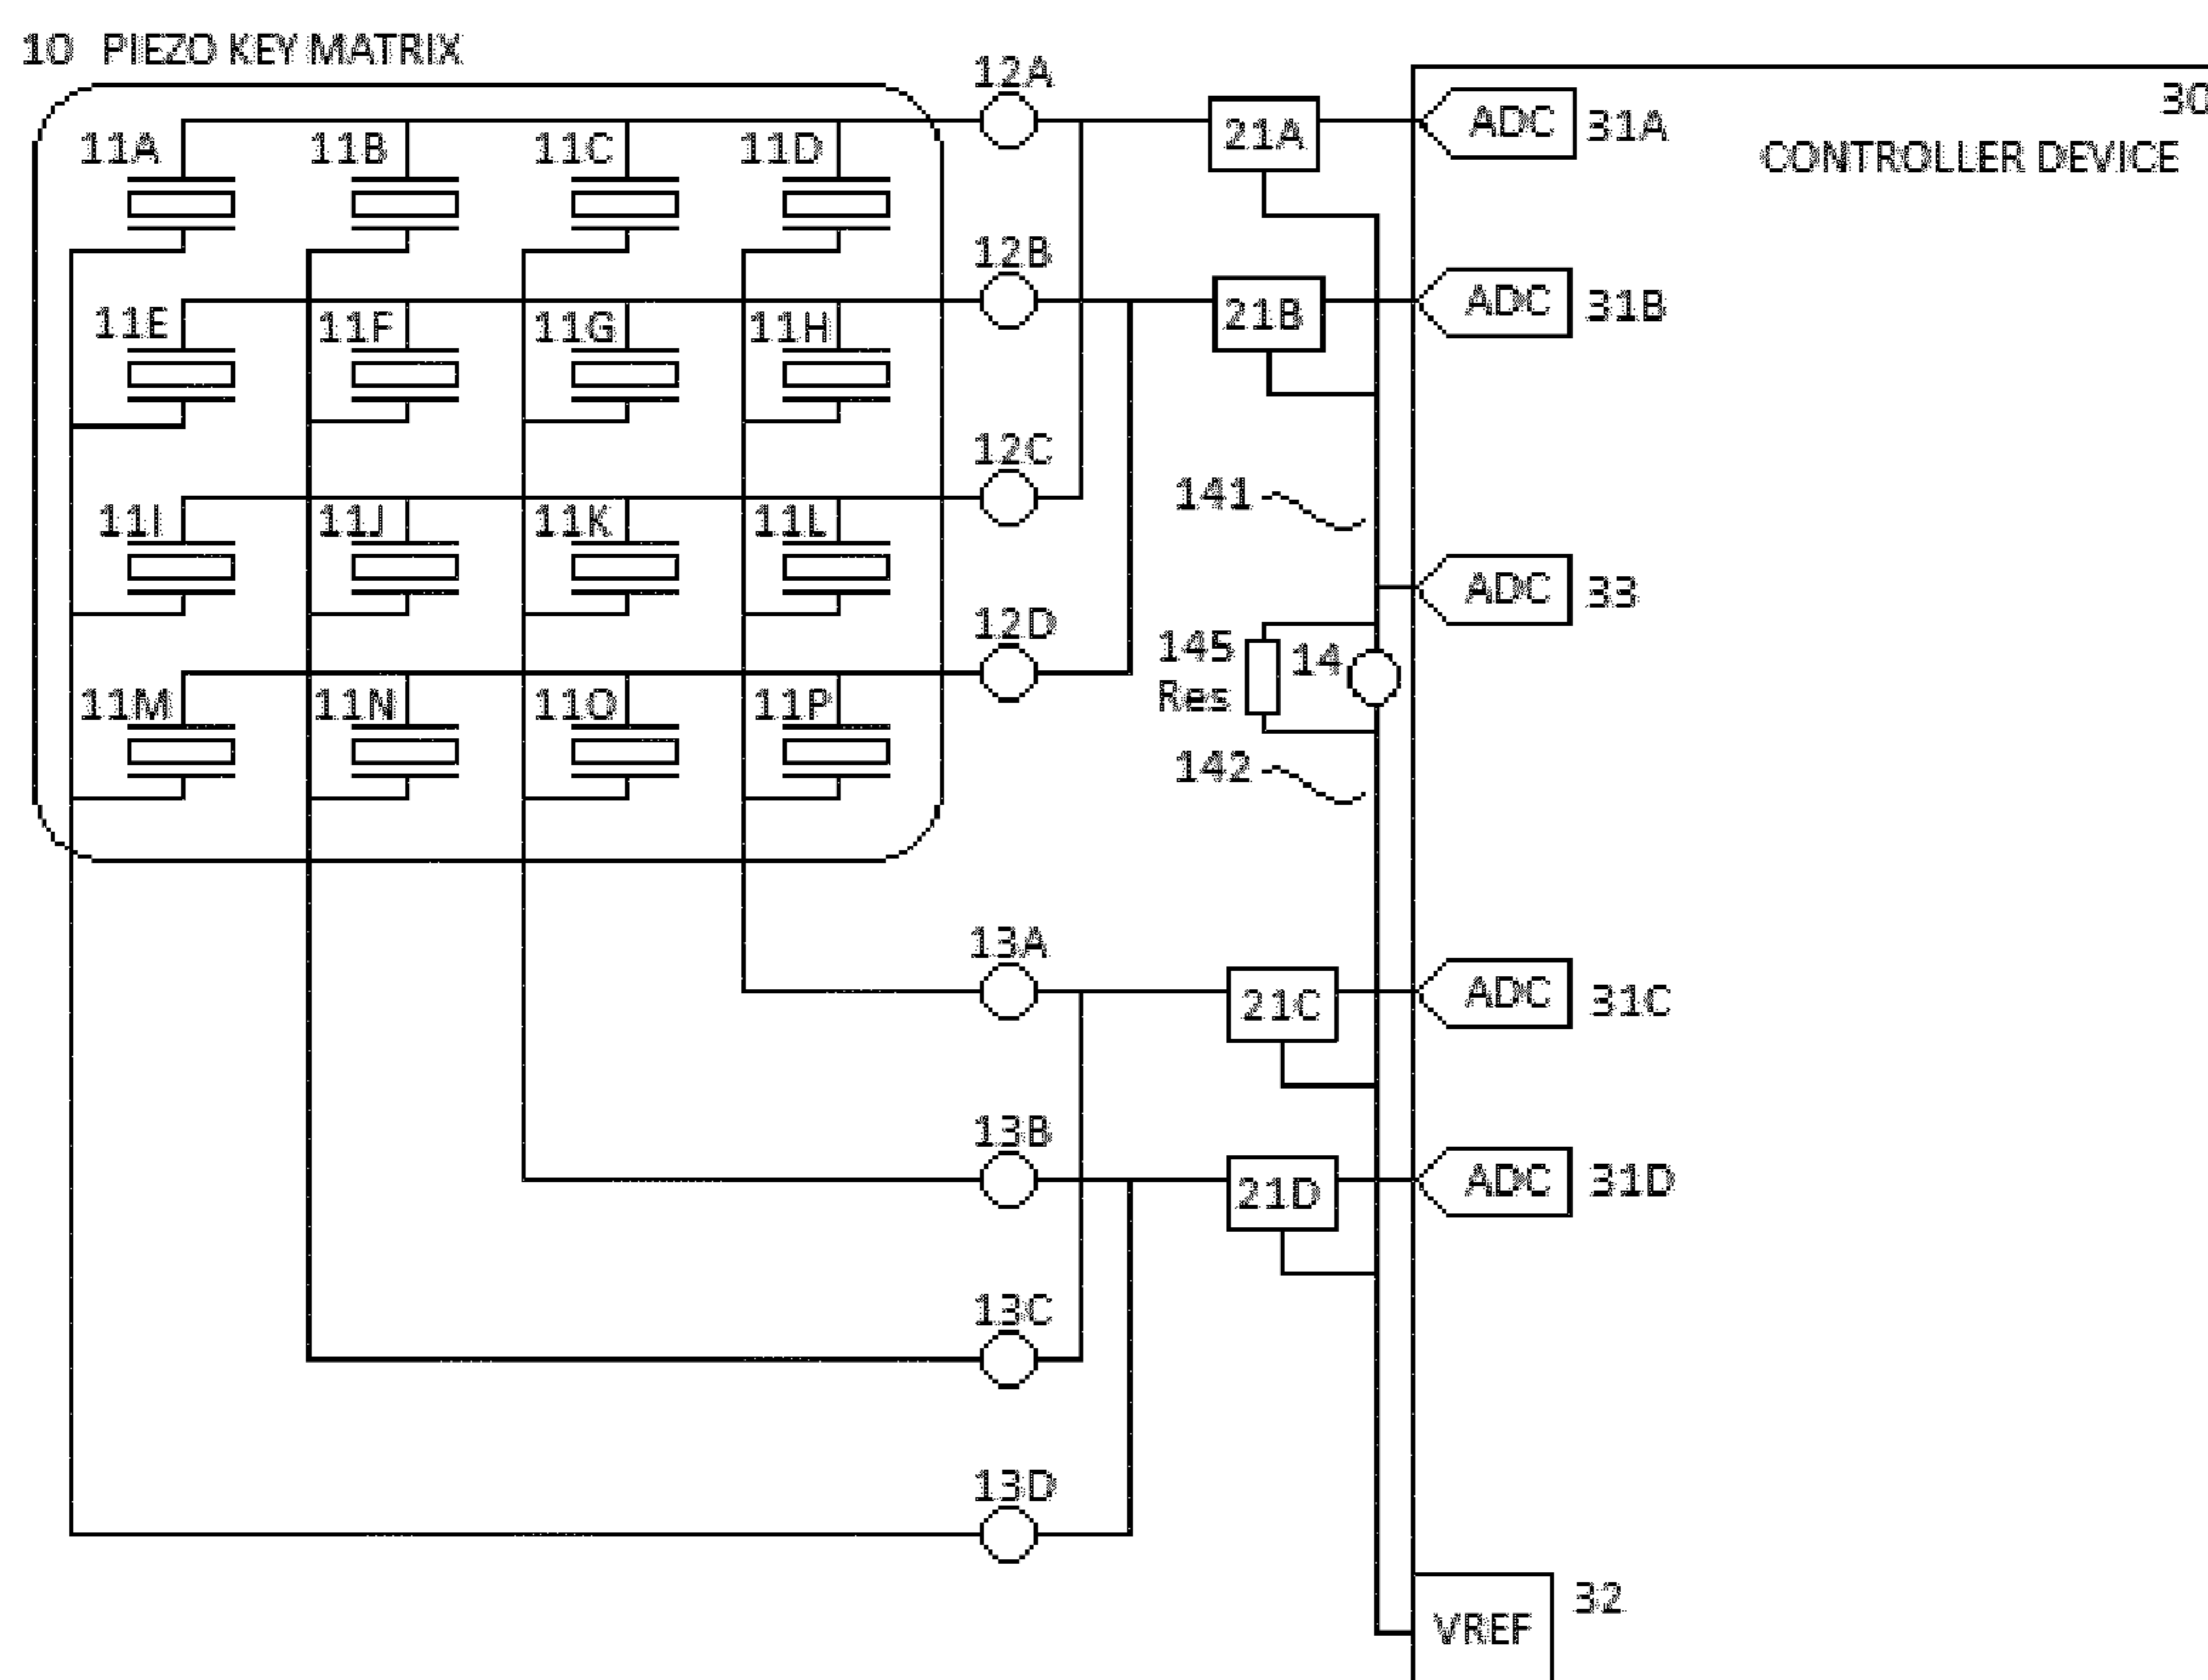 10 PIEZO KEY MATRIX
12A
30
11A 11B 11C 11D
21A
ADC 31A
CONTROLLER DEVICE
12B
11E 11F 11G 11H
21B
ADC 31B
12C
11I 11J 11K 11L
141
ADC 33
12D
145
Res
14
11M 11N 11O 11P
142
13A
21C
ADC 31C
13B
21D
ADC 31D
13C
13D
32
VREF